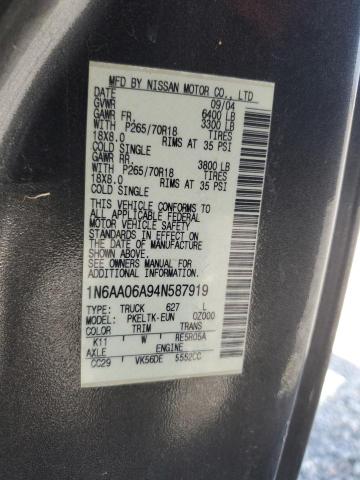 MFD BY NISSAN MOTOR CO., LTD
DATE 09/04
GVWR 6400 LB
GAWR FR. 3300 LB
WITH P265/70R18 TIRES
18X8.0 RIMS AT 35 PSI
COLD SINGLE
GAWR RR. 3800 LB
WITH P265/70R18 TIRES
18X8.0 RIMS AT 35 PSI
COLD SINGLE
THIS VEHICLE CONFORMS TO
ALL APPLICABLE FEDERAL
MOTOR VEHICLE SAFETY
STANDARDS IN EFFECT ON
THE DATE OF MANUFACTURE
SHOWN ABOVE.
SEE OWNERS MANUAL FOR
ADDITIONAL INFORMATION
1N6AA06A94N587919
TYPE: TRUCK 627 L
MODEL: PKELTK-EUN 0Z000
COLOR TRIM TRANS.
K11 W RE5R05A
AXLE ENGINE
CC29 VK56DE 5552CC